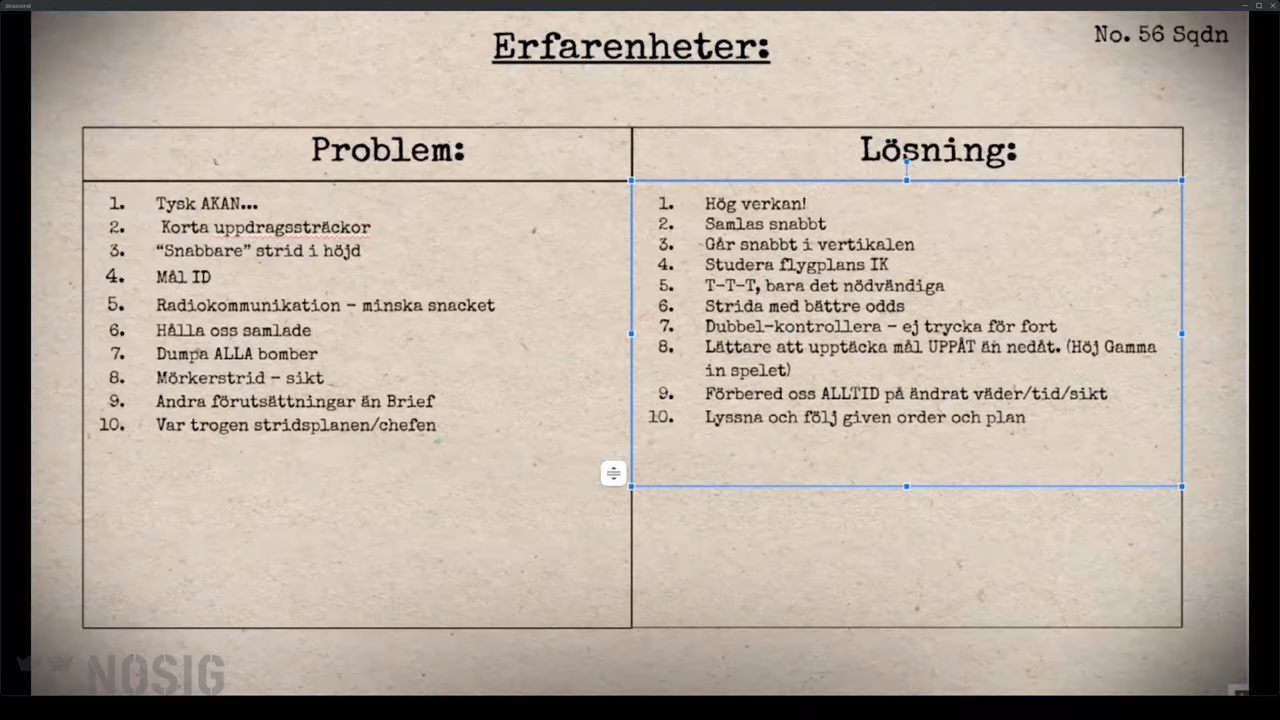 Discord
No. 56 Sqdn
Erfarenheter:
Problem:
1. Tysk AKAN...
2. Korta uppdragssträckor
3. “Snabbare” strid i höjd
4. Mål ID
5. Radiokommunikation - minska snacket
6. Hålla oss samlade
7. Dumpa ALLA bomber
8. Mörkerstrid - sikt
9. Andra förutsättningar än Brief
10. Var trogen stridsplanen/chefen
Lösning:
1. Hög verkan!
2. Samlas snabbt
3. Går snabbt i vertikalen
4. Studera flygplans IK
5. T-T-T, bara det nödvändiga
6. Strida med bättre odds
7. Dubbel-kontrollera - ej trycka för fort
8. Lättare att upptäcka mål UPPÅT än nedåt. (Höj Gamma
in spelet)
9. Förbered oss ALLTID på ändrat väder/tid/sikt
10. Lyssna och följ given order och plan
NOSIG